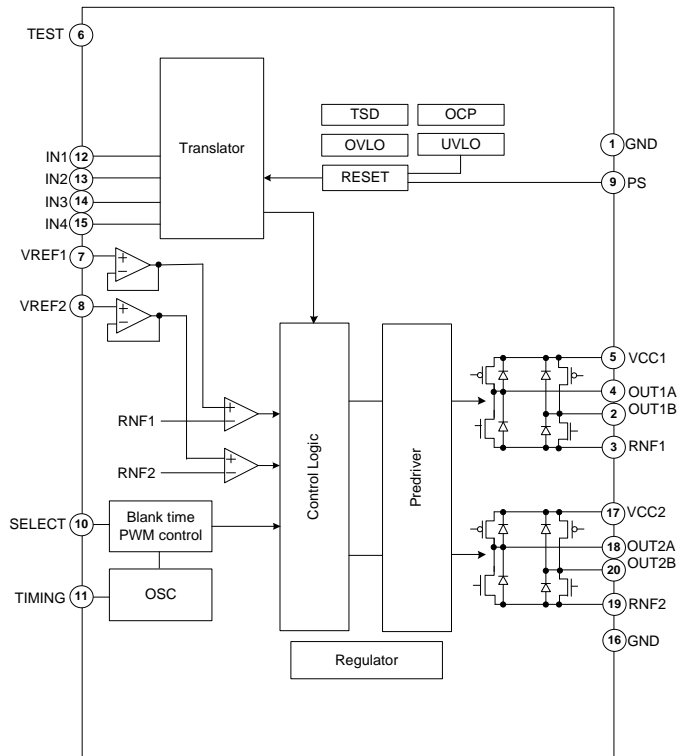 TEST 6
TSD
OCP
Translator
OVLO
UVLO
1 GND
IN1 12
IN2 13
RESET
9 PS
IN3 14
IN4 15
VREF1 7
+
−
VREF2 8
+
−
5 VCC1
4 OUT1A
2 OUT1B
3 RNF1
RNF1
+
−
RNF2
+
−
Control Logic
Predriver
17 VCC2
SELECT 10
Blank time
PWM control
18 OUT2A
20 OUT2B
TIMING 11
OSC
19 RNF2
16 GND
Regulator